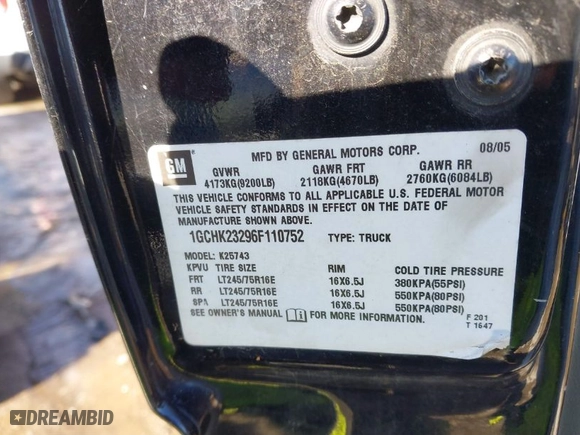 MFD BY GENERAL MOTORS CORP. 08/05
GM
GVWR GAWR FRT GAWR RR
4173KG(9200LB) 2118KG(4670LB) 2760KG(6084LB)
THIS VEHICLE CONFORMS TO ALL APPLICABLE U.S. FEDERAL MOTOR
VEHICLE SAFETY STANDARDS IN EFFECT ON THE DATE OF
MANUFACTURE SHOWN ABOVE.
1GCHK23296F110752 TYPE: TRUCK
MODEL: K25743
KPVU TIRE SIZE RIM COLD TIRE PRESSURE
FRT LT245/75R16E 16X6.5J 380KPA(55PSI)
RR LT245/75R16E 16X6.5J 550KPA(80PSI)
SPA LT245/75R16E 16X6.5J 550KPA(80PSI)
SEE OWNER'S MANUAL FOR MORE INFORMATION. F 201
T 1647
DREAMBID